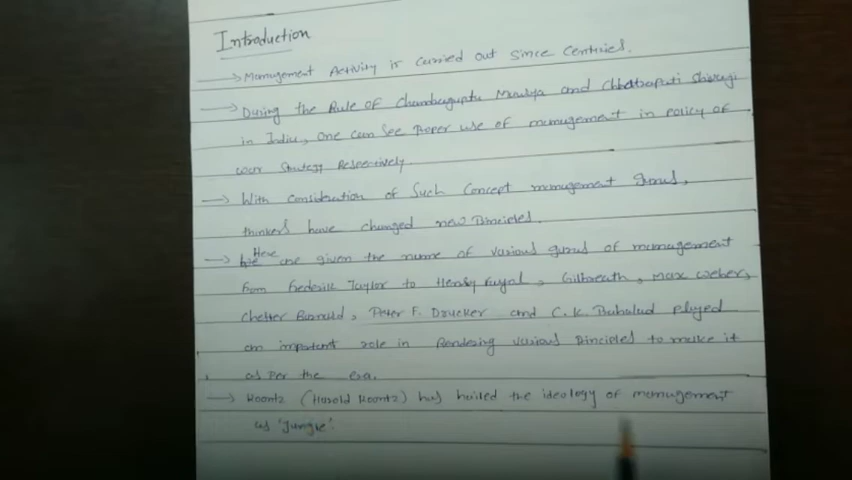 Introduction
→ Management Activity is carried out since centuries.
→ During the Rule of Chandragupta Maurya and Chhatrapati Shivaji
in India, one can see Proper use of management in policy of
war strategy Respectively.
→ With consideration of Such Concept management gurus,
thinkers have changed new Principles.
→ Here are given the name of various gurus of management
from Frederik Taylor to Henry Fayol, Gilbreath, Max Weber,
Chester Barnard, Peter F. Drucker and C.K. Prahalad played
an important role in Rendering various Principles to make it
as per the era.
→ Koontz (Harold Koontz) has hailed the ideology of management
as 'Jungle'.